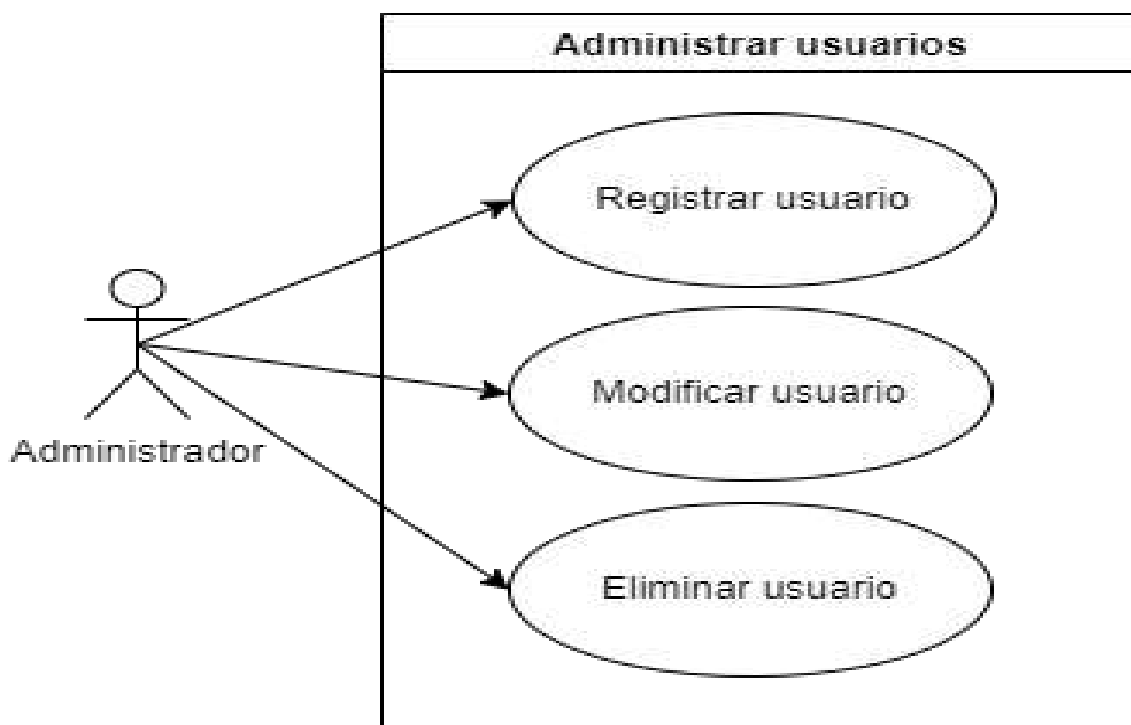 Administrar usuarios
Registrar usuario
Modificar usuario
Administrador
Eliminar usuario